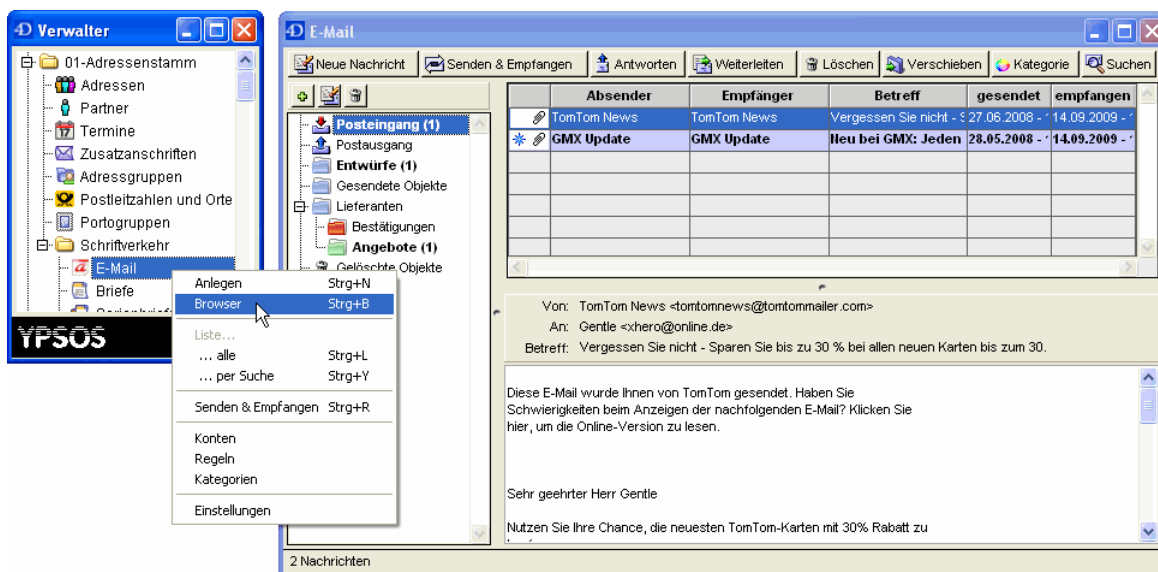 Verwalter
01-Adressenstamm
Adressen
Partner
Termine
Zusatzanschriften
Adressgruppen
Postleitzahlen und Orte
Portogruppen
Schriftverkehr
E-Mail
Briefe
YPSOS
Anlegen Strg+N
Browser Strg+B
Liste...
... alle Strg+L
... per Suche Strg+Y
Senden & Empfangen Strg+R
Konten
Regeln
Kategorien
Einstellungen
E-Mail
Neue Nachricht Senden & Empfangen Antworten Weiterleiten Löschen Verschieben Kategorie Suchen
Posteingang (1)
Postausgang
Entwürfe (1)
Gesendete Objekte
Lieferanten
Bestätigungen
Angebote (1)
Gelöschte Objekte
Absender Empfänger Betreff gesendet empfangen
TomTom News TomTom News Vergessen Sie nicht - S 27.06.2008 - 14.09.2009 -
GMX Update GMX Update Neu bei GMX: Jeden 28.05.2008 - 14.09.2009 -
Von: TomTom News <tomtomnews@tomtommailer.com>
An: Gentle <xhero@online.de>
Betreff: Vergessen Sie nicht - Sparen Sie bis zu 30 % bei allen neuen Karten bis zum 30.
Diese E-Mail wurde Ihnen von TomTom gesendet. Haben Sie
Schwierigkeiten beim Anzeigen der nachfolgenden E-Mail? Klicken Sie
hier, um die Online-Version zu lesen.
Sehr geehrter Herr Gentle
Nutzen Sie Ihre Chance, die neuesten TomTom-Karten mit 30% Rabatt zu
2 Nachrichten